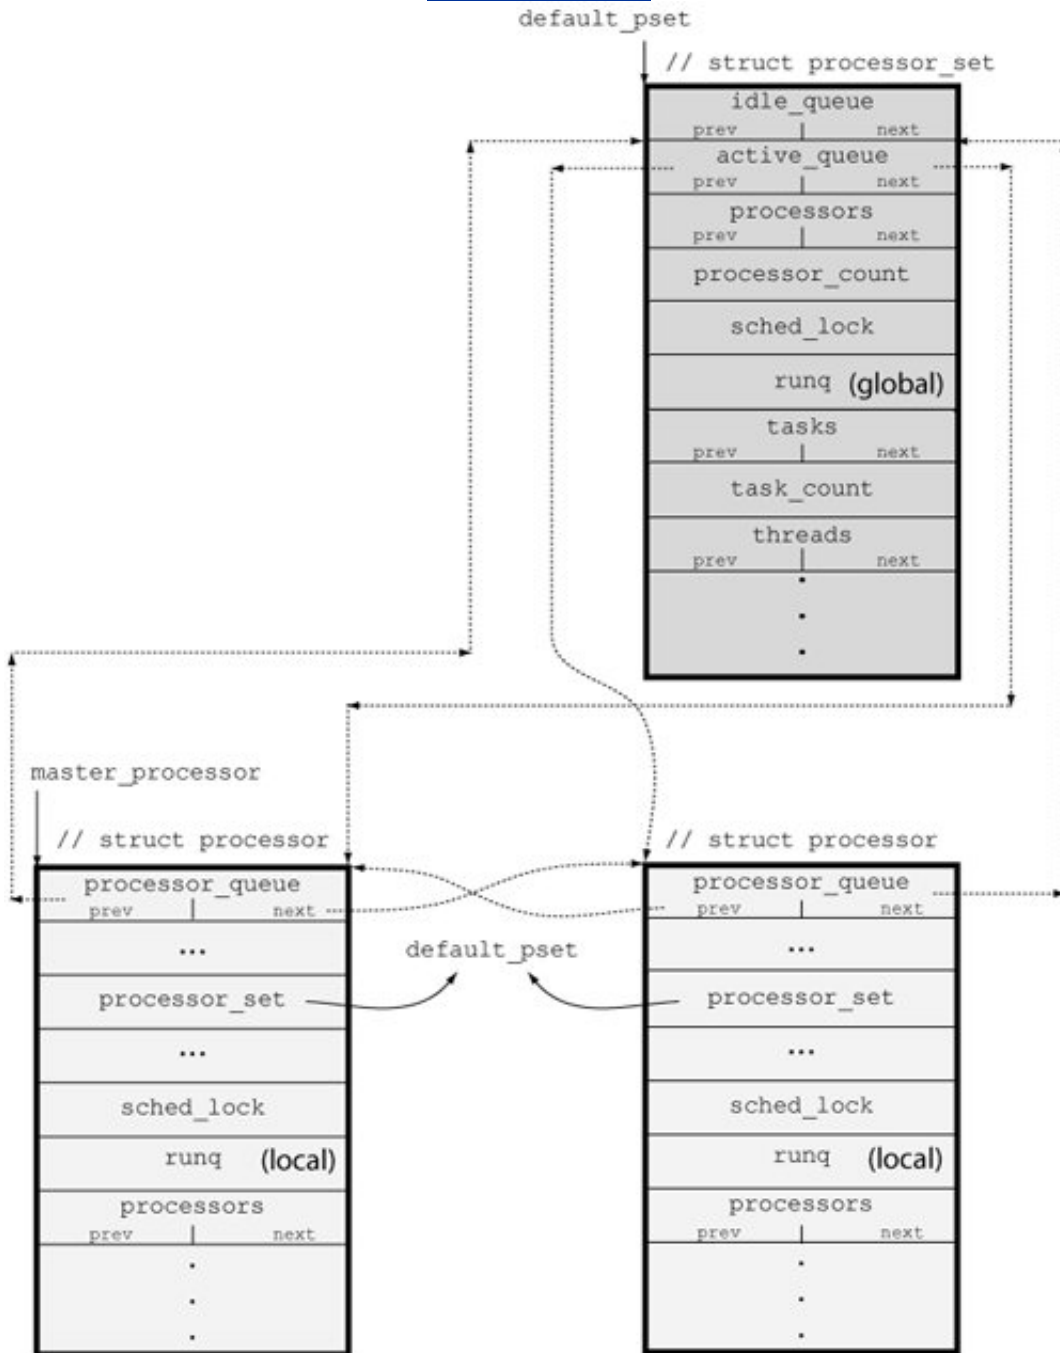 default_pset
// struct processor_set
idle_queue
prev | next
active_queue
prev | next
processors
prev | next
processor_count
sched_lock
runq (global)
tasks
prev | next
task_count
threads
prev | next
.
.
.
master_processor
// struct processor
processor_queue
prev | next
...
processor_set
...
sched_lock
runq (local)
processors
prev | next
.
.
.
default_pset
// struct processor
processor_queue
prev | next
...
processor_set
...
sched_lock
runq (local)
processors
prev | next
.
.
.